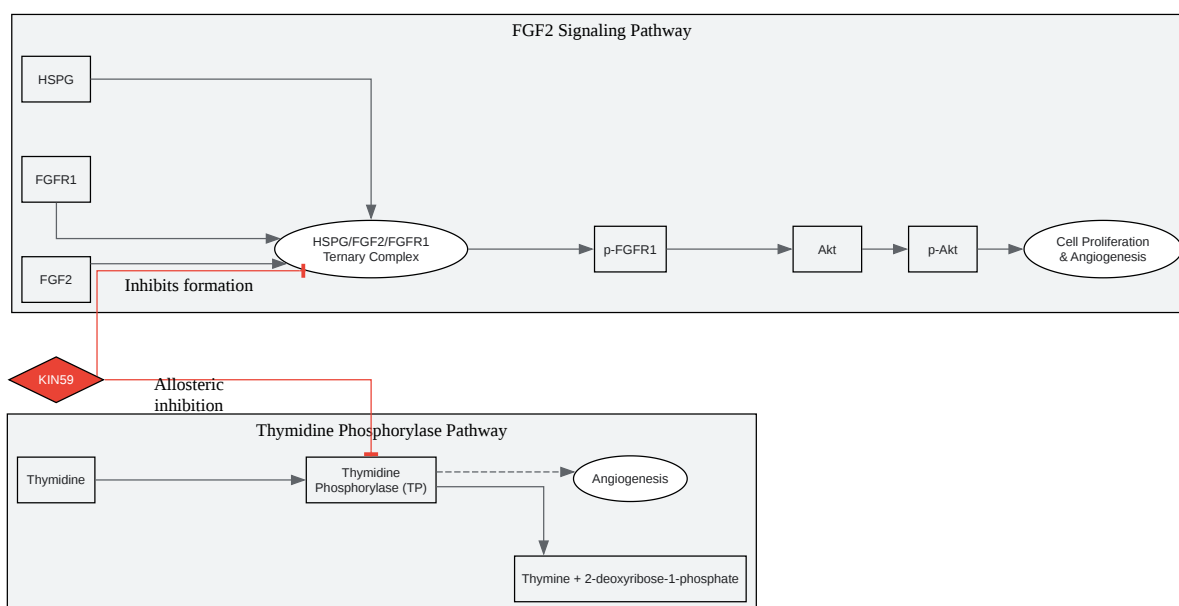 FGF2 Signaling Pathway
HSPG
FGFR1
HSPG/FGF2/FGFR1
Ternary Complex
p-FGFR1
Akt
p-Akt
Cell Proliferation
& Angiogenesis
FGF2
Inhibits formation
KIN59
Allosteric
inhibition
Thymidine Phosphorylase Pathway
Thymidine
Thymidine
Phosphorylase (TP)
Angiogenesis
Thymine + 2-deoxyribose-1-phosphate